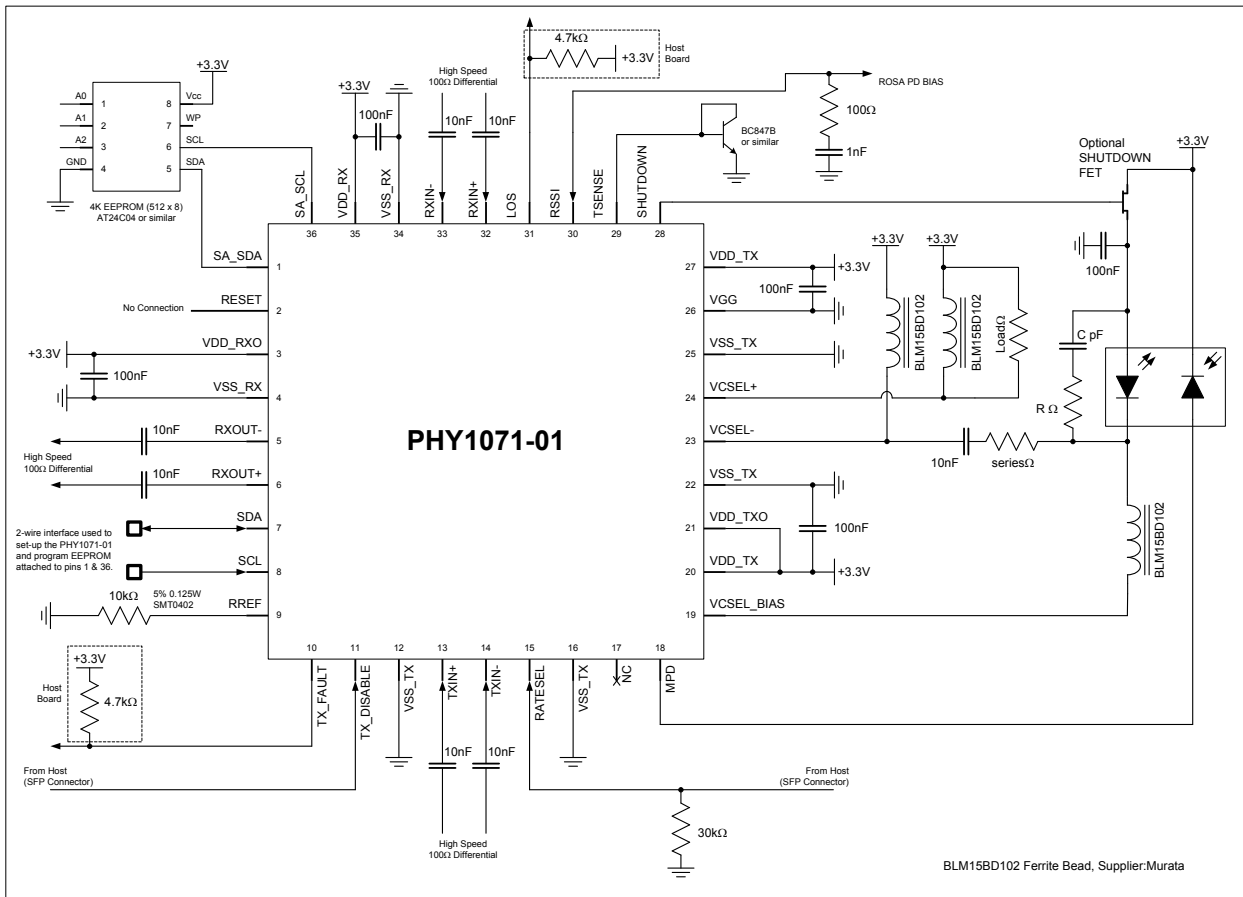 +3.3V
A0
A1
A2
GND
1
2
3
4
8
7
6
5
Vcc
WP
SCL
SDA
4K EEPROM (512 x 8)
AT24C04 or similar
+3.3V
100nF
High Speed
100Ω Differential
10nF
10nF
4.7kΩ
+3.3V
Host
Board
BC847B
or similar
ROSA PD BIAS
100Ω
1nF
Optional
SHUTDOWN
FET
+3.3V
100nF
SA_SCL
VDD_RX
VSS_RX
RXIN-
RXIN+
LOS
RSSI
TSENSE
SHUTDOWN
36
35
34
33
32
31
30
29
28
SA_SDA
1
RESET
2
No Connection
VDD_RXO
3
+3.3V
100nF
VSS_RX
4
RXOUT-
5
10nF
High Speed
100Ω Differential
RXOUT+
6
10nF
SDA
7
2-wire interface used to
set-up the PHY1071-01
and program EEPROM
attached to pins 1 & 36.
SCL
8
RREF
9
10kΩ
5% 0.125W
SMT0402
PHY1071-01
27
VDD_TX
+3.3V
100nF
26
VGG
25
VSS_TX
24
VCSEL+
23
VCSEL-
22
VSS_TX
21
VDD_TXO
100nF
20
VDD_TX
+3.3V
19
VCSEL_BIAS
+3.3V
+3.3V
BLM15BD102
BLM15BD102
LoadΩ
C pF
R Ω
10nF
seriesΩ
BLM15BD102
10
11
12
13
14
15
16
17
18
TX_FAULT
TX_DISABLE
VSS_TX
TXIN+
TXIN-
RATESEL
VSS_TX
NC
MPD
+3.3V
Host
Board
4.7kΩ
From Host
(SFP Connector)
10nF
10nF
High Speed
100Ω Differential
From Host
(SFP Connector)
30kΩ
BLM15BD102 Ferrite Bead, Supplier:Murata